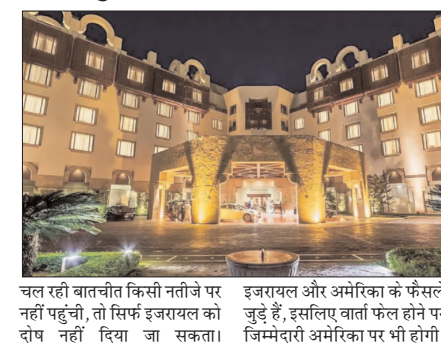 चल रही बातचीत किसी नतीजे पर
नहीं पहुंची, तो सिर्फ इजरायल को
दोष नहीं दिया जा सकता।
इजरायल और अमेरिका के फैसले
जुड़े हैं, इसलिए वार्ता फेल होने पर
जिम्मेदारी अमेरिका पर भी होगी